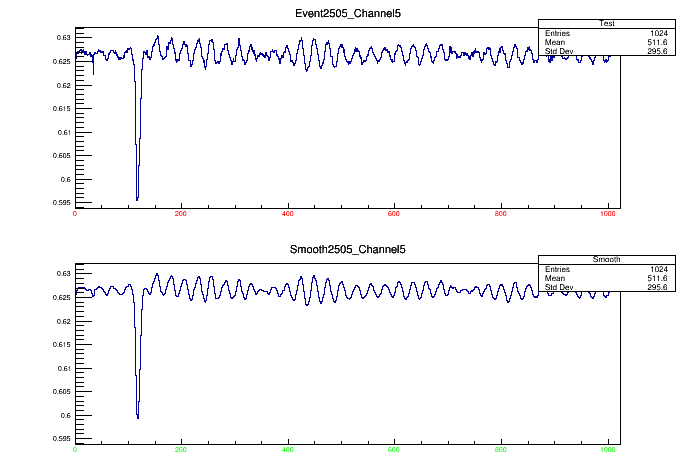 Event2505_Channel5
Test
Entries 1024
Mean 511.6
Std Dev 295.6
0.63
0.625
0.62
0.615
0.61
0.605
0.6
0.595
0 200 400 600 800 1000
Smooth2505_Channel5
Smooth
Entries 1024
Mean 511.6
Std Dev 295.6
0.63
0.625
0.62
0.615
0.61
0.605
0.6
0.595
0 200 400 600 800 1000